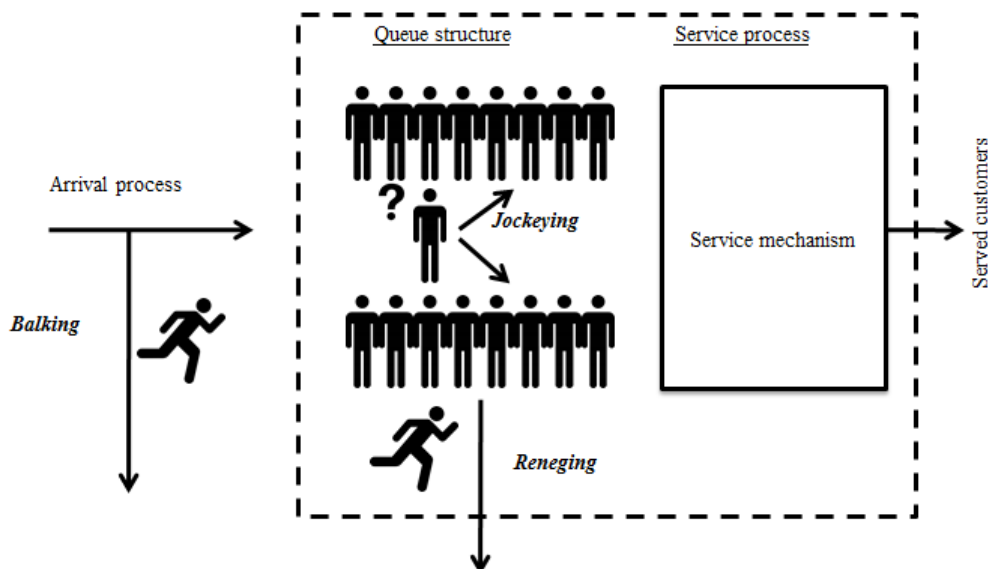 Queue structure
Service process
Arrival process
?
Jockeying
Service mechanism
Served customers
Balking
Reneging